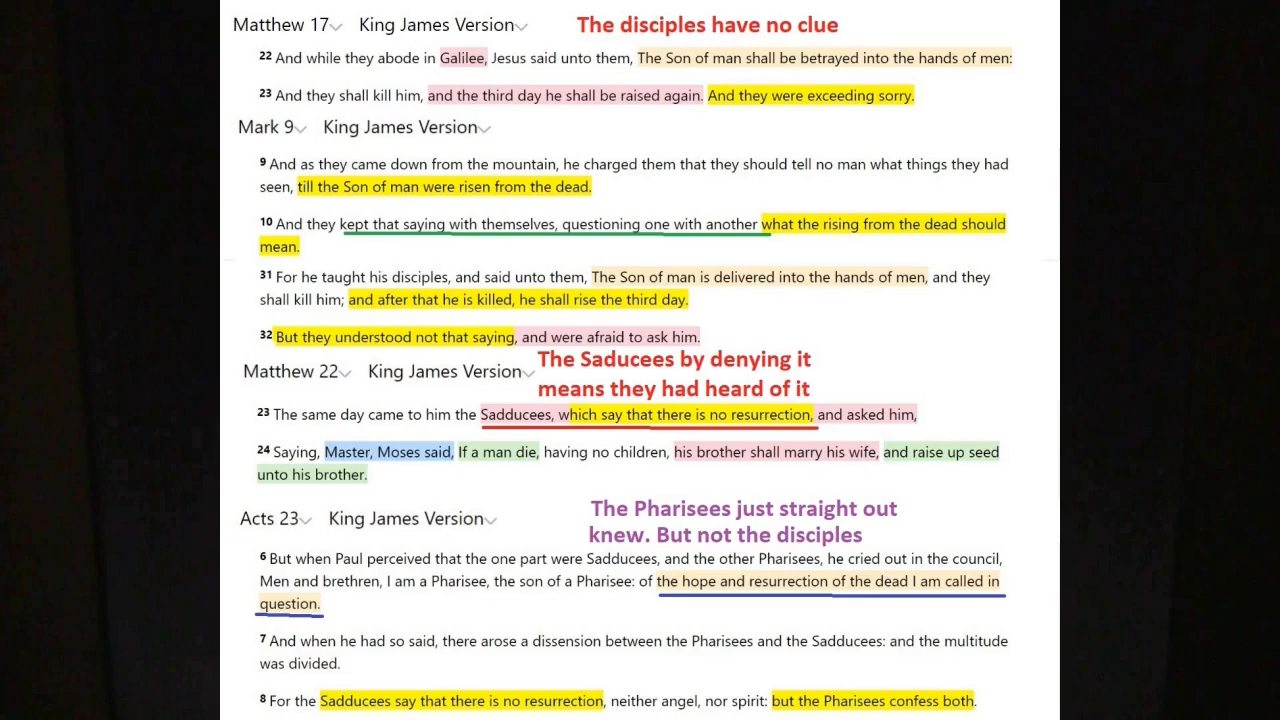 Matthew 17 King James Version The disciples have no clue
22 And while they abode in Galilee, Jesus said unto them, The Son of man shall be betrayed into the hands of men:
23 And they shall kill him, and the third day he shall be raised again. And they were exceeding sorry.
Mark 9 King James Version
9 And as they came down from the mountain, he charged them that they should tell no man what things they had
seen, till the Son of man were risen from the dead.
10 And they kept that saying with themselves, questioning one with another what the rising from the dead should
mean.
31 For he taught his disciples, and said unto them, The Son of man is delivered into the hands of men, and they
shall kill him; and after that he is killed, he shall rise the third day.
32 But they understood not that saying, and were afraid to ask him.
The Saducees by denying it
Matthew 22 King James Version
means they had heard of it
23 The same day came to him the Sadducees, which say that there is no resurrection, and asked him,
24 Saying, Master, Moses said, If a man die, having no children, his brother shall marry his wife, and raise up seed
unto his brother.
The Pharisees just straight out
Acts 23 King James Version
knew. But not the disciples
6 But when Paul perceived that the one part were Sadducees, and the other Pharisees, he cried out in the council,
Men and brethren, I am a Pharisee, the son of a Pharisee: of the hope and resurrection of the dead I am called in
question.
7 And when he had so said, there arose a dissension between the Pharisees and the Sadducees: and the multitude
was divided.
8 For the Sadducees say that there is no resurrection, neither angel, nor spirit: but the Pharisees confess both.